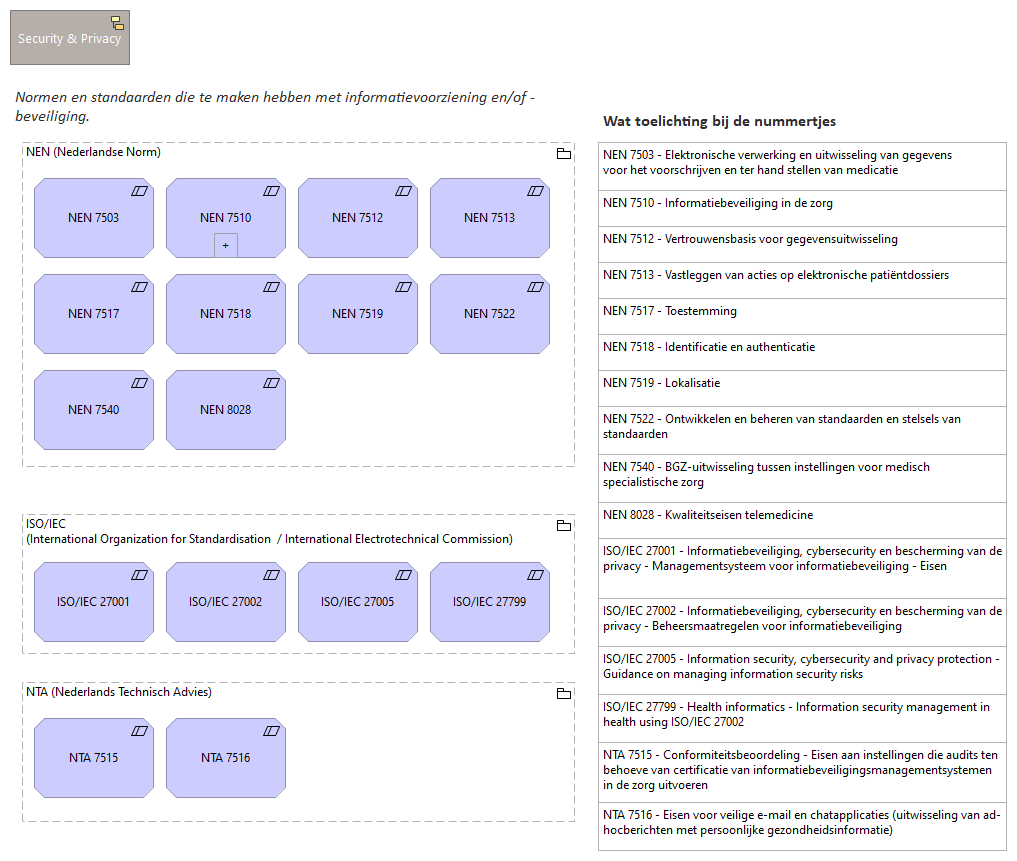 Security & Privacy
Normen en standaarden die te maken hebben met informatievoorziening en/of -
beveiliging.
NEN (Nederlandse Norm)
NEN 7503
NEN 7510
+
NEN 7512
NEN 7513
NEN 7517
NEN 7518
NEN 7519
NEN 7522
NEN 7540
NEN 8028
ISO/IEC
(International Organization for Standardisation / International Electrotechnical Commission)
ISO/IEC 27001
ISO/IEC 27002
ISO/IEC 27005
ISO/IEC 27799
NTA (Nederlands Technisch Advies)
NTA 7515
NTA 7516
Wat toelichting bij de nummertjes
NEN 7503 - Elektronische verwerking en uitwisseling van gegevens
voor het voorschrijven en ter hand stellen van medicatie
NEN 7510 - Informatiebeveiliging in de zorg
NEN 7512 - Vertrouwensbasis voor gegevensuitwisseling
NEN 7513 - Vastleggen van acties op elektronische patiëntdossiers
NEN 7517 - Toestemming
NEN 7518 - Identificatie en authenticatie
NEN 7519 - Lokalisatie
NEN 7522 - Ontwikkelen en beheren van standaarden en stelsels van
standaarden
NEN 7540 - BGZ-uitwisseling tussen instellingen voor medisch
specialistische zorg
NEN 8028 - Kwaliteitseisen telemedicine
ISO/IEC 27001 - Informatiebeveiliging, cybersecurity en bescherming van de
privacy - Managementsysteem voor informatiebeveiliging - Eisen
ISO/IEC 27002 - Informatiebeveiliging, cybersecurity en bescherming van de
privacy - Beheersmaatregelen voor informatiebeveiliging
ISO/IEC 27005 - Information security, cybersecurity and privacy protection -
Guidance on managing information security risks
ISO/IEC 27799 - Health informatics - Information security management in
health using ISO/IEC 27002
NTA 7515 - Conformiteitsbeoordeling - Eisen aan instellingen die audits ten
behoeve van certificatie van informatiebeveiligingsmanagementsystemen
in de zorg uitvoeren
NTA 7516 - Eisen voor veilige e-mail en chatapplicaties (uitwisseling van ad-
hocberichten met persoonlijke gezondheidsinformatie)